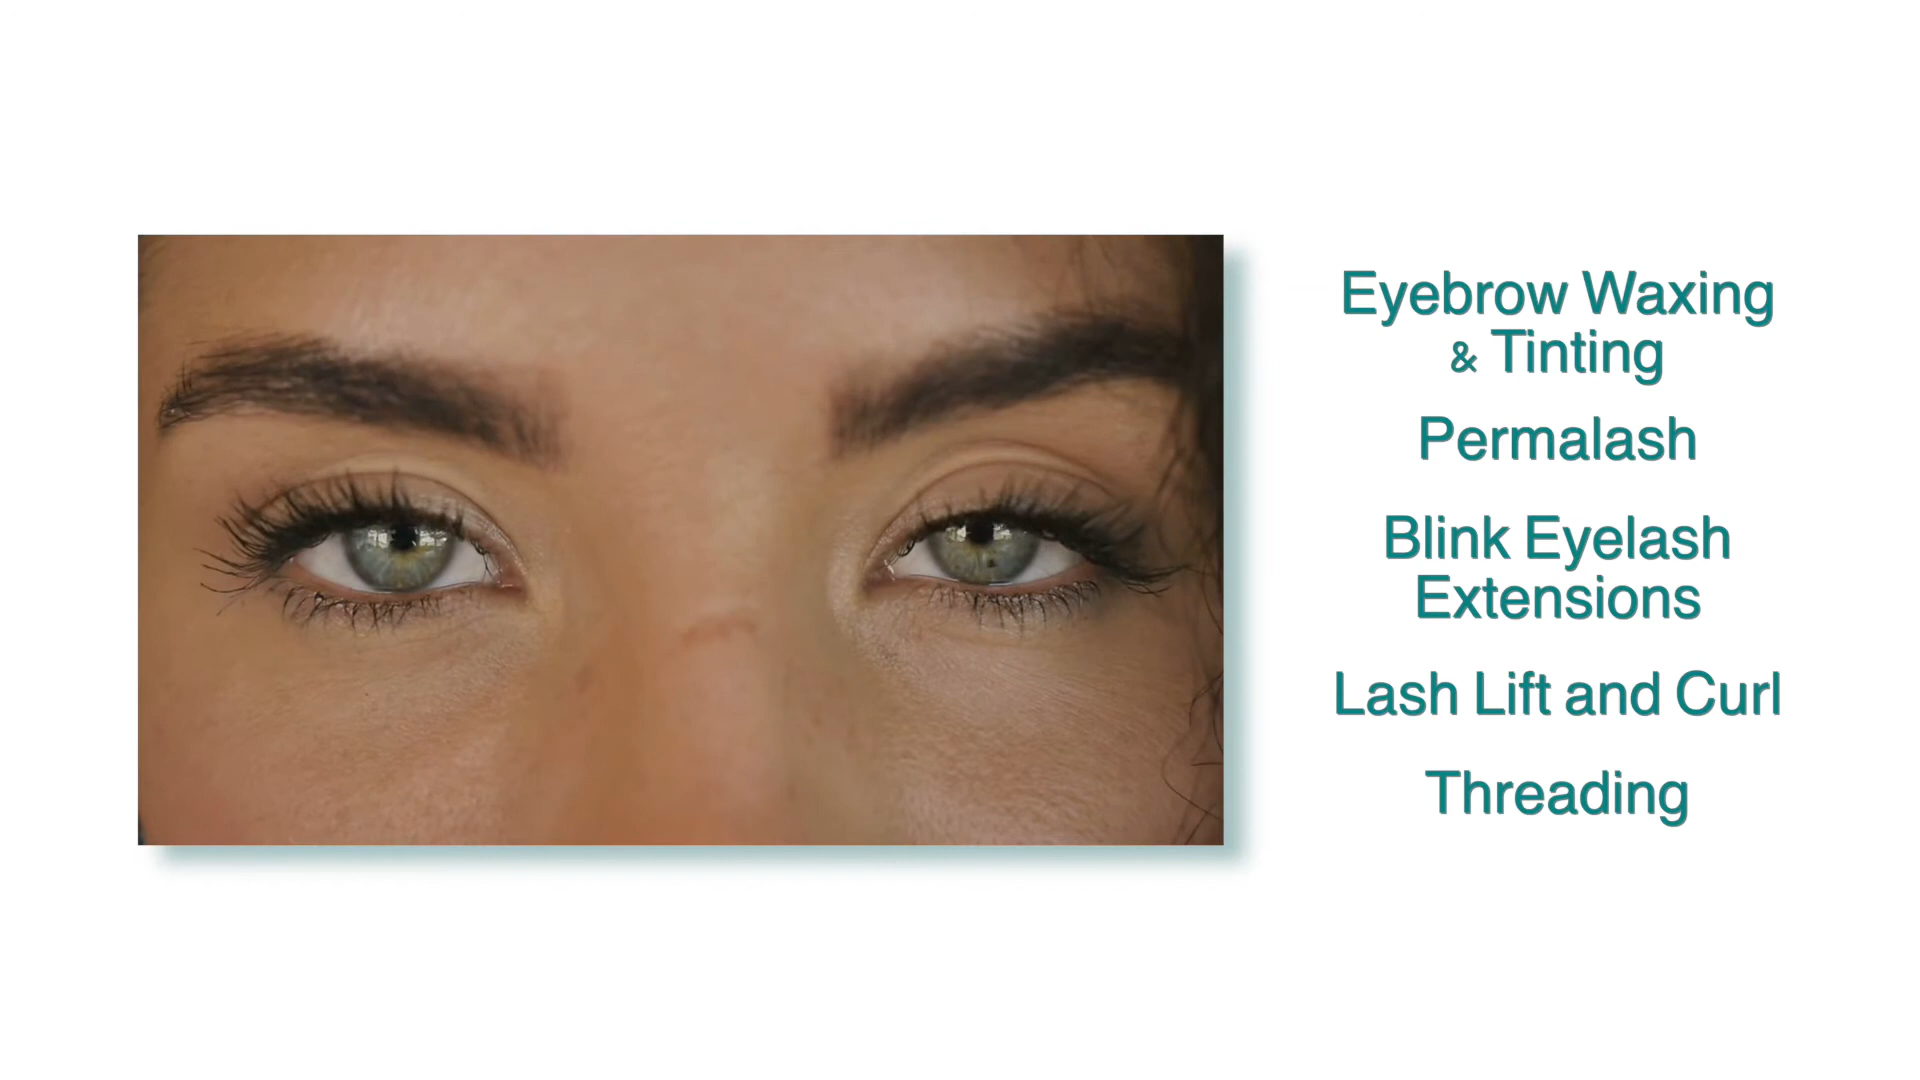 Eyebrow Waxing
& Tinting
Permalash
Blink Eyelash
Extensions
Lash Lift and Curl
Threading